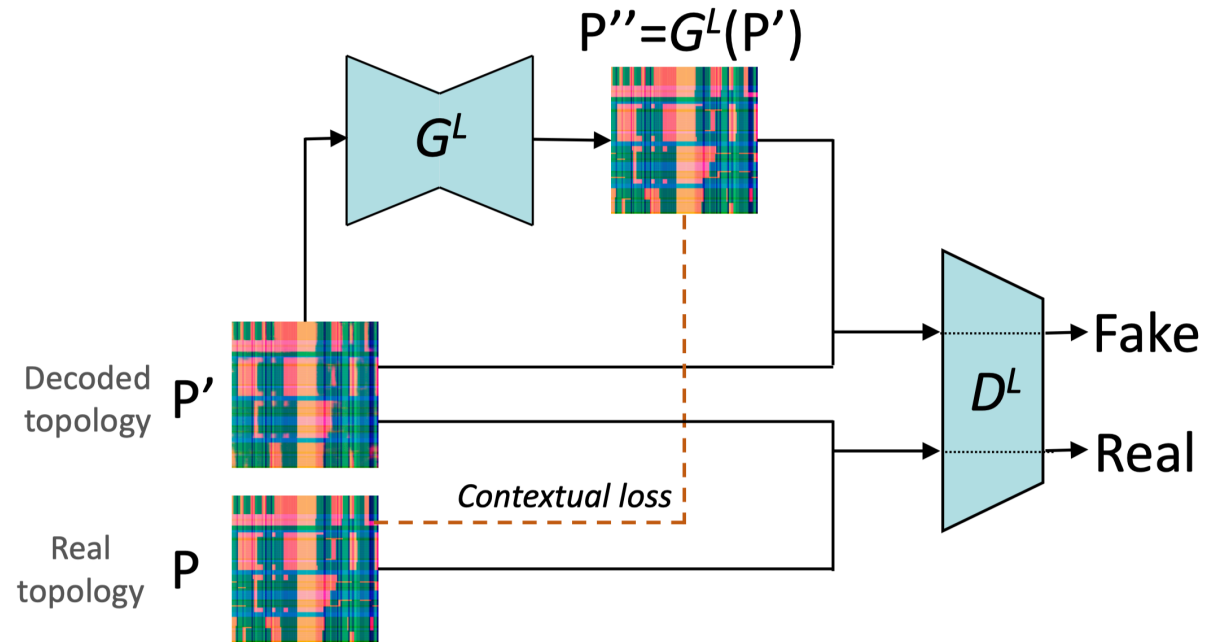 P’’=G^L(P’)
G^L
Fake
Decoded
topology
P’
D^L
Real
Contextual loss
Real
topology
P